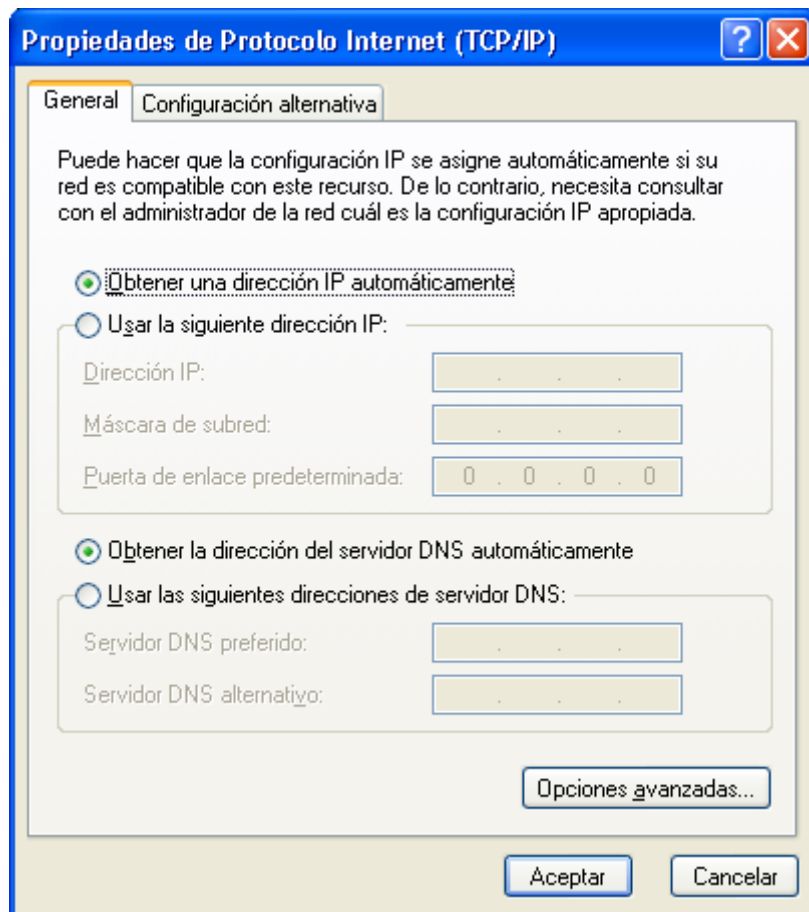 Propiedades de Protocolo Internet (TCP/IP)
General
Configuración alternativa
Puede hacer que la configuración IP se asigne automáticamente si su
red es compatible con este recurso. De lo contrario, necesita consultar
con el administrador de la red cuál es la configuración IP apropiada.
Obtener una dirección IP automáticamente
Usar la siguiente dirección IP:
Dirección IP:
. . .
Máscara de subred:
. . .
Puerta de enlace predeterminada:
0 . 0 . 0 . 0
Obtener la dirección del servidor DNS automáticamente
Usar las siguientes direcciones de servidor DNS:
Servidor DNS preferido:
. . .
Servidor DNS alternativo:
. . .
Opciones avanzadas...
Aceptar
Cancelar